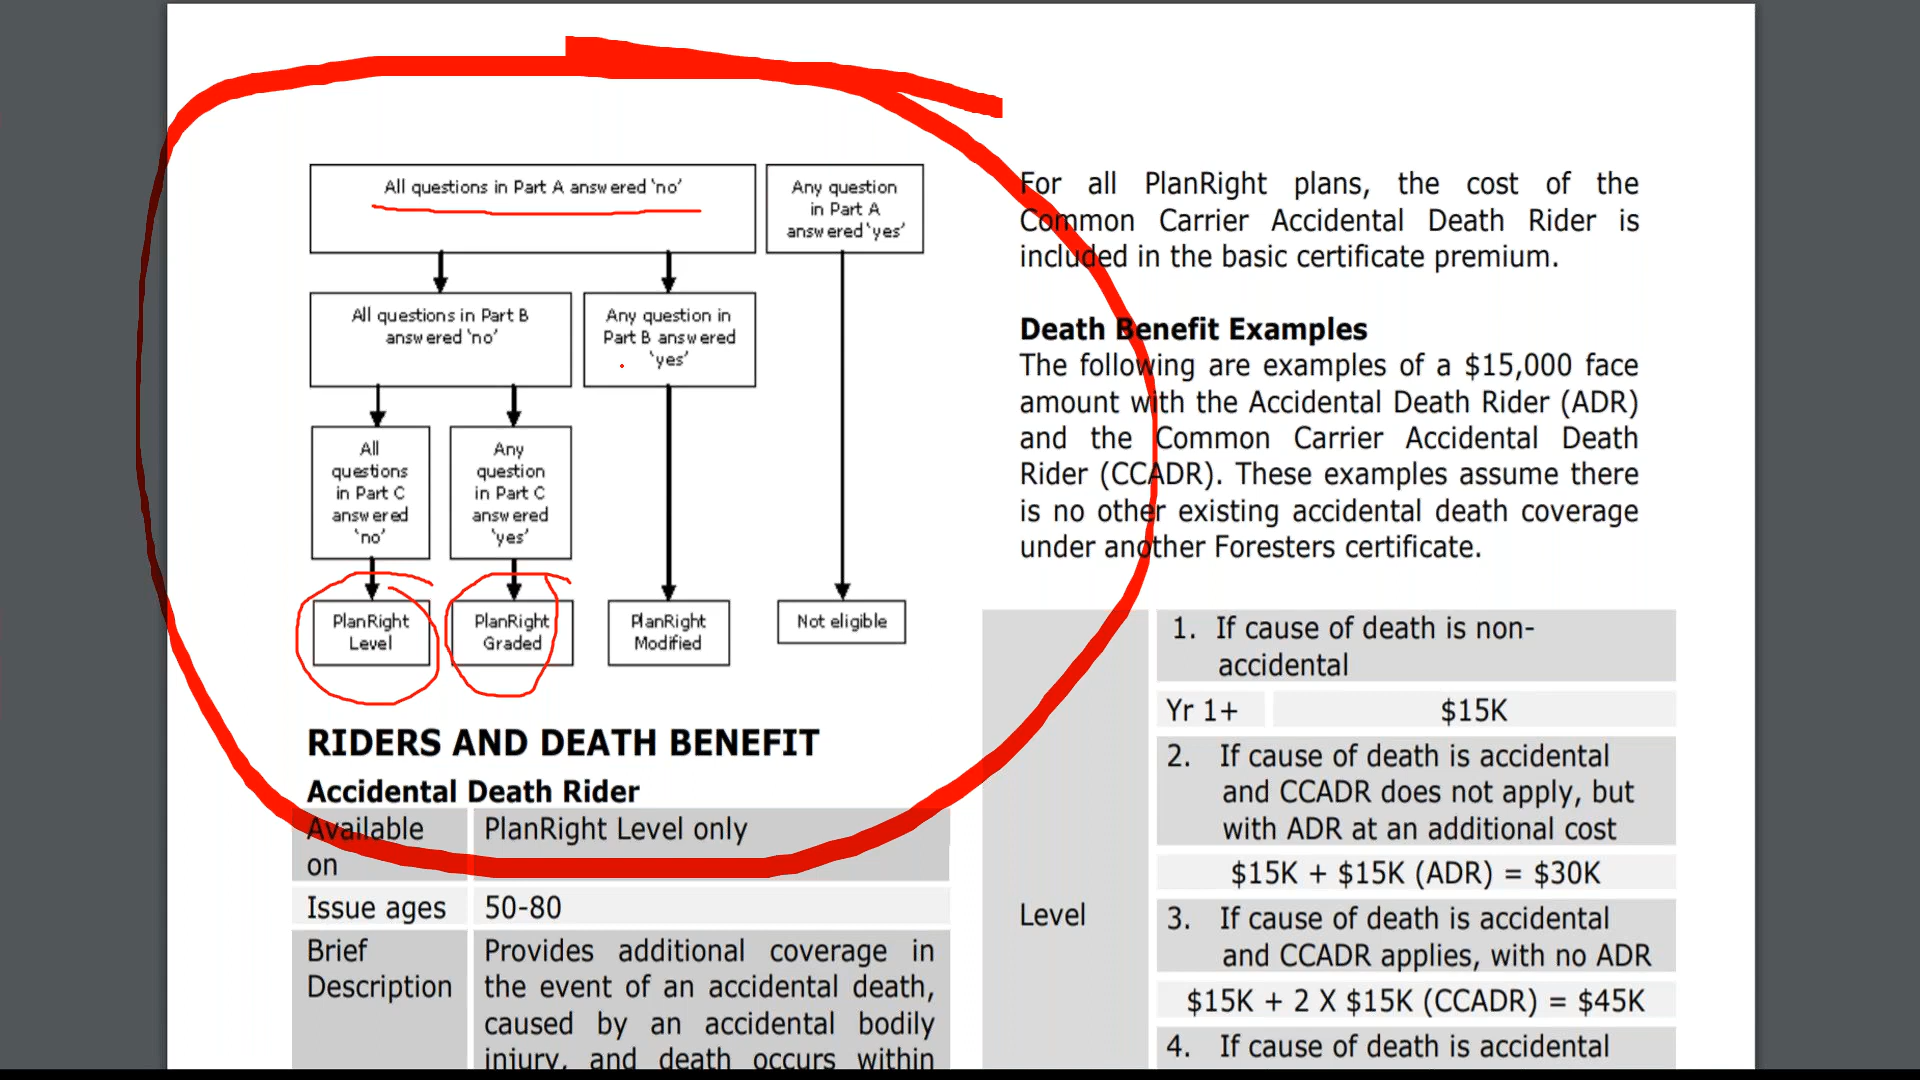 All questions in Part A answered 'no'
Any question
in Part A
answered 'yes'
All questions in Part B
answered 'no'
Any question in
Part B answered
'yes'
All
questions
in Part C
answered
'no'
Any
question
in Part C
answered
'yes'
PlanRight
Level
PlanRight
Graded
PlanRight
Modified
Not eligible
RIDERS AND DEATH BENEFIT
Accidental Death Rider
Available
on
PlanRight Level only
Issue ages
50-80
Brief
Description
Provides additional coverage in
the event of an accidental death,
caused by an accidental bodily
injury, and death occurs within
For all PlanRight plans, the cost of the
Common Carrier Accidental Death Rider is
included in the basic certificate premium.
Death Benefit Examples
The following are examples of a $15,000 face
amount with the Accidental Death Rider (ADR)
and the Common Carrier Accidental Death
Rider (CCADR). These examples assume there
is no other existing accidental death coverage
under another Foresters certificate.
Level
1. If cause of death is non-
accidental
Yr 1+
$15K
2. If cause of death is accidental
and CCADR does not apply, but
with ADR at an additional cost
$15K + $15K (ADR) = $30K
3. If cause of death is accidental
and CCADR applies, with no ADR
$15K + 2 X $15K (CCADR) = $45K
4. If cause of death is accidental